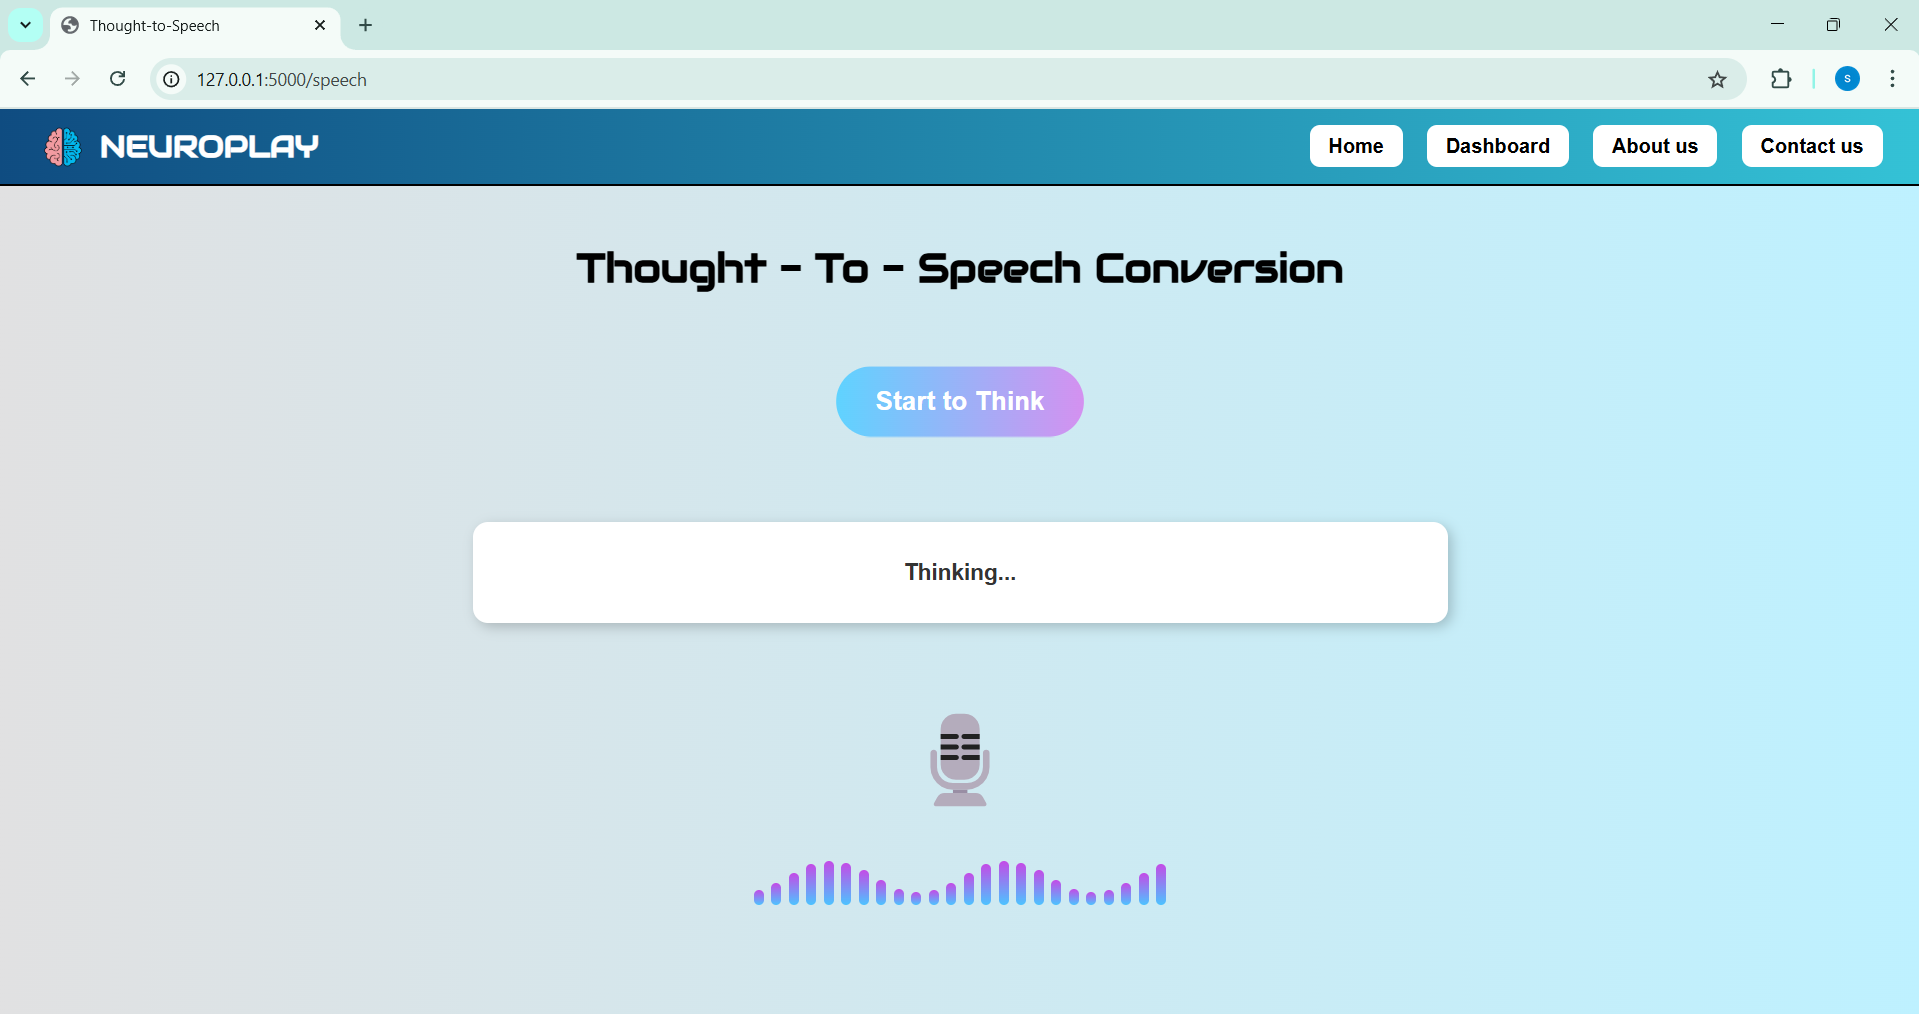 Thought-to-Speech
127.0.0.1:5000/speech
S
NEUROPLAY
Home
Dashboard
About us
Contact us
Thought - To - Speech Conversion
Start to Think
Thinking...